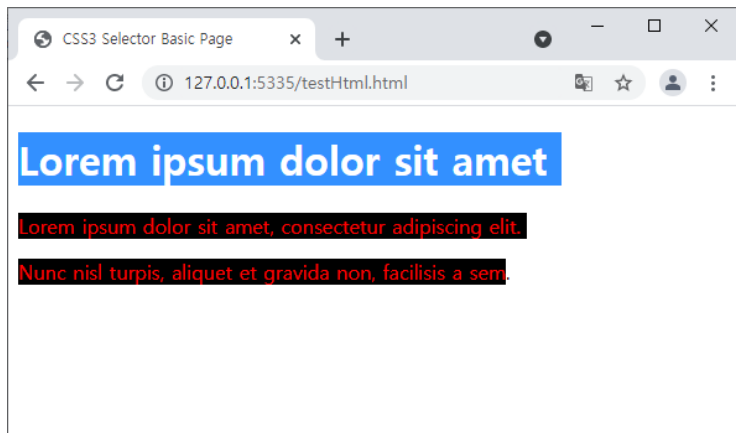 CSS3 Selector Basic Page
127.0.0.1:5335/testHtml.html
Lorem ipsum dolor sit amet
Lorem ipsum dolor sit amet, consectetur adipiscing elit.
Nunc nisl turpis, aliquet et gravida non, facilisis a sem.